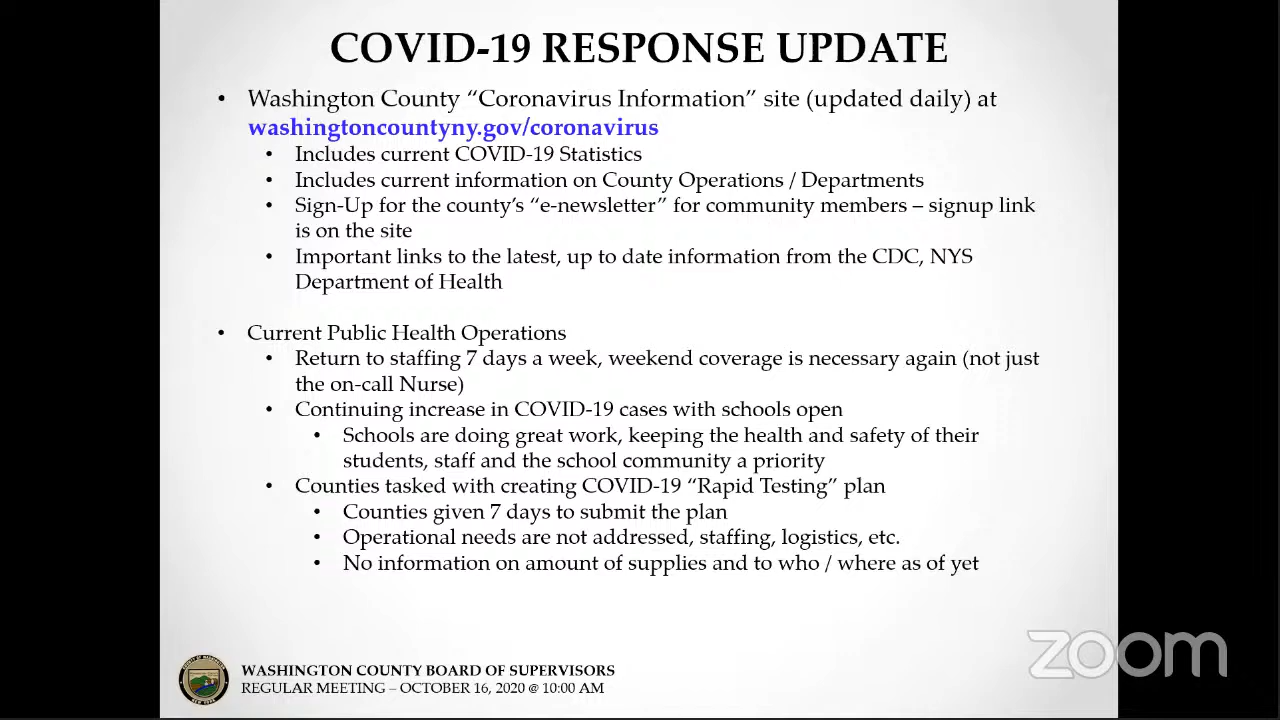 COVID-19 RESPONSE UPDATE
• Washington County “Coronavirus Information” site (updated daily) at
washingtoncountyny.gov/coronavirus
• Includes current COVID-19 Statistics
• Includes current information on County Operations / Departments
• Sign-Up for the county’s “e-newsletter” for community members – signup link
is on the site
• Important links to the latest, up to date information from the CDC, NYS
Department of Health
• Current Public Health Operations
• Return to staffing 7 days a week, weekend coverage is necessary again (not just
the on-call Nurse)
• Continuing increase in COVID-19 cases with schools open
• Schools are doing great work, keeping the health and safety of their
students, staff and the school community a priority
• Counties tasked with creating COVID-19 “Rapid Testing” plan
• Counties given 7 days to submit the plan
• Operational needs are not addressed, staffing, logistics, etc.
• No information on amount of supplies and to who / where as of yet
zoom
WASHINGTON COUNTY BOARD OF SUPERVISORS
REGULAR MEETING – OCTOBER 16, 2020 @ 10:00 AM